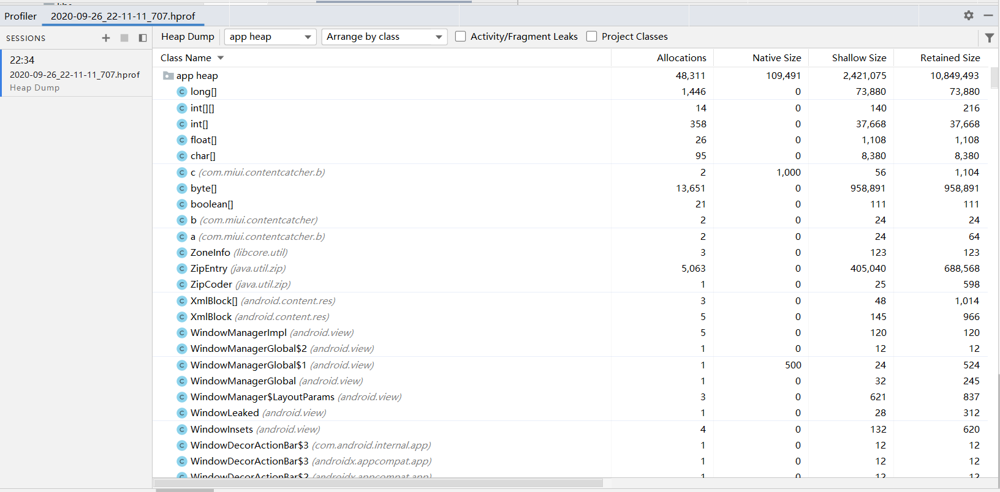 Profiler 2020-09-26_22-11-11_707.hprof
SESSIONS Heap Dump app heap Arrange by class Activity/Fragment Leaks Project Classes
22:34
2020-09-26_22-11-11_707.hprof
Heap Dump
Class Name Allocations Native Size Shallow Size Retained Size
app heap 48,311 109,491 2,421,075 10,849,493
long[] 1,446 0 73,880 73,880
int[][] 14 0 140 216
int[] 358 0 37,668 37,668
float[] 26 0 1,108 1,108
char[] 95 0 8,380 8,380
c (com.miui.contentcatcher.b) 2 1,000 56 1,104
byte[] 13,651 0 958,891 958,891
boolean[] 21 0 111 111
b (com.miui.contentcatcher) 2 0 24 24
a (com.miui.contentcatcher.b) 2 0 24 64
ZoneInfo (libcore.util) 3 0 123 123
ZipEntry (java.util.zip) 5,063 0 405,040 688,568
ZipCoder (java.util.zip) 1 0 25 598
XmlBlock[] (android.content.res) 3 0 48 1,014
XmlBlock (android.content.res) 5 0 145 966
WindowManagerImpl (android.view) 5 0 120 120
WindowManagerGlobal$2 (android.view) 1 0 12 12
WindowManagerGlobal$1 (android.view) 1 500 24 524
WindowManagerGlobal (android.view) 1 0 32 245
WindowManager$LayoutParams (android.view) 3 0 621 837
WindowLeaked (android.view) 1 0 28 312
WindowInsets (android.view) 4 0 132 620
WindowDecorActionBar$3 (com.android.internal.app) 1 0 12 12
WindowDecorActionBar$3 (androidx.appcompat.app) 1 0 12 12
WindowDecorActionBar$2 (androidx.appcompat.app) 1 0 12 12